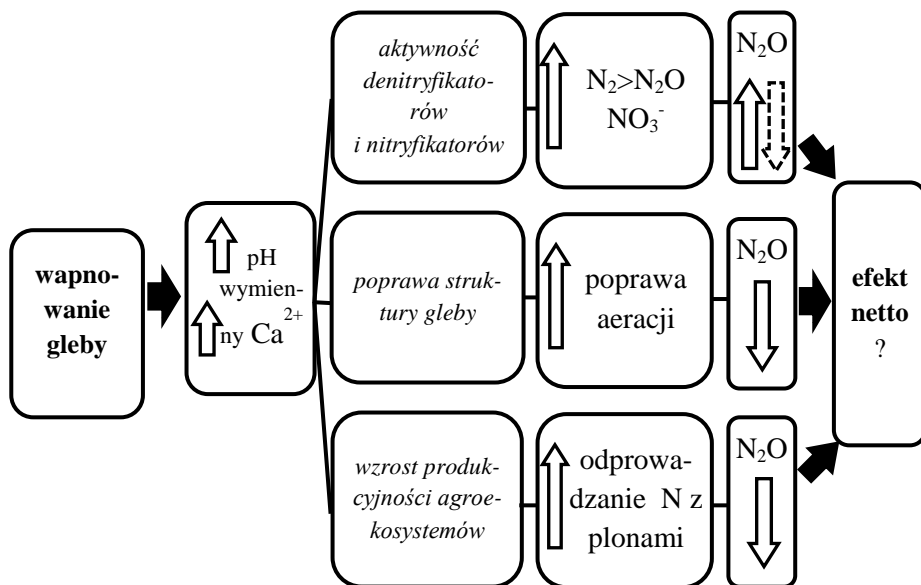 wapno-
wanie
gleby
pH
wymien-
ny Ca²⁺
aktywność
denitryfikato-
rów
i nitryfikatorów
N₂>N₂O
NO₃⁻
N₂O
poprawa struk-
tury gleby
poprawa
aeracji
N₂O
wzrost produk-
cyjności agroe-
kosystemów
odprowa-
dzanie N z
plonami
N₂O
efekt
netto
?